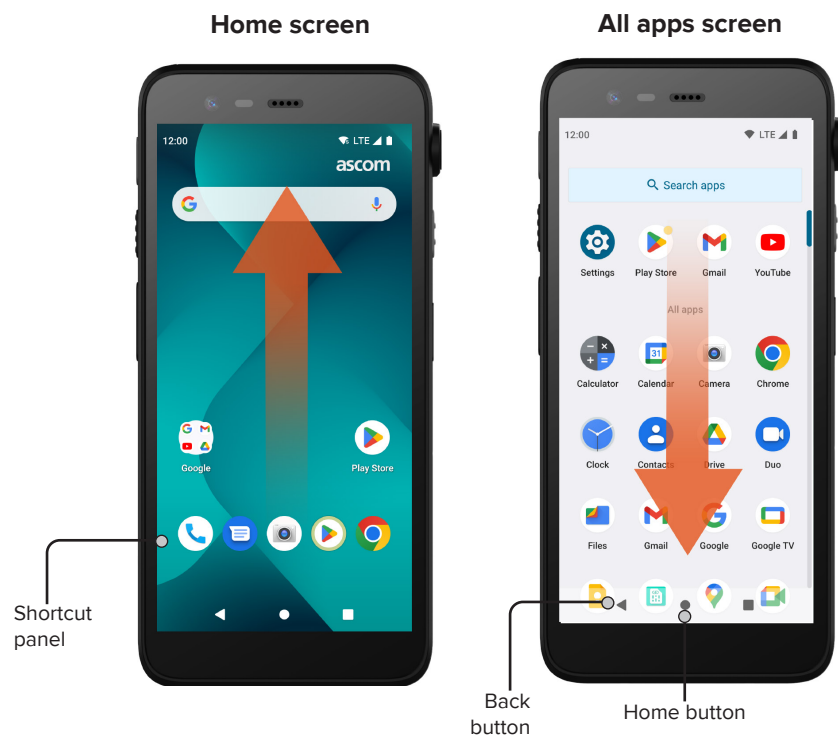 Home screen
All apps screen
12:00
LTE
ascom
G
Google
Play Store
Shortcut
panel
12:00
LTE
Search apps
Settings
Play Store
Gmail
YouTube
All apps
31
Calculator
Calendar
Camera
Chrome
Clock
Contacts
Drive
Duo
Files
Gmail
Google
Google TV
Back
button
Home button